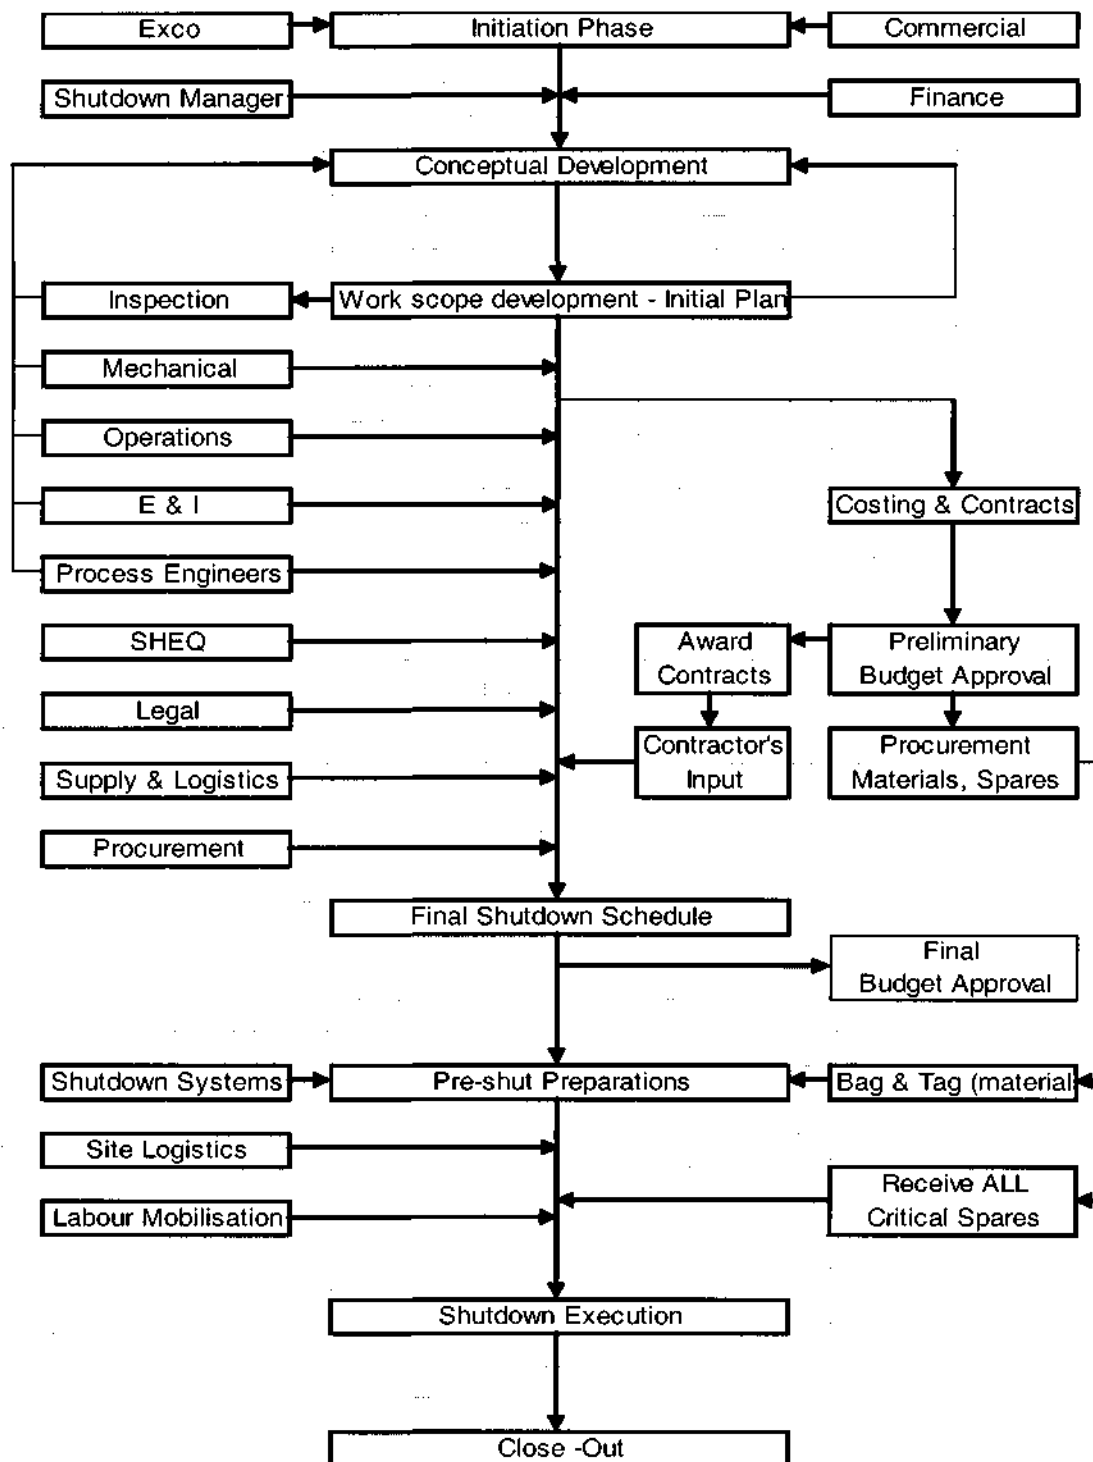 Exco
Initiation Phase
Commercial
Shutdown Manager
Finance
Conceptual Development
Inspection
Work scope development - Initial Plan
Mechanical
Operations
E & I
Costing & Contracts
Process Engineers
SHEQ
Award
Contracts
Preliminary
Budget Approval
Legal
Contractor's
Input
Procurement
Materials, Spares
Supply & Logistics
Procurement
Final Shutdown Schedule
Final
Budget Approval
Shutdown Systems
Pre-shut Preparations
Bag & Tag (material
Site Logistics
Receive ALL
Critical Spares
Labour Mobilisation
Shutdown Execution
Close -Out